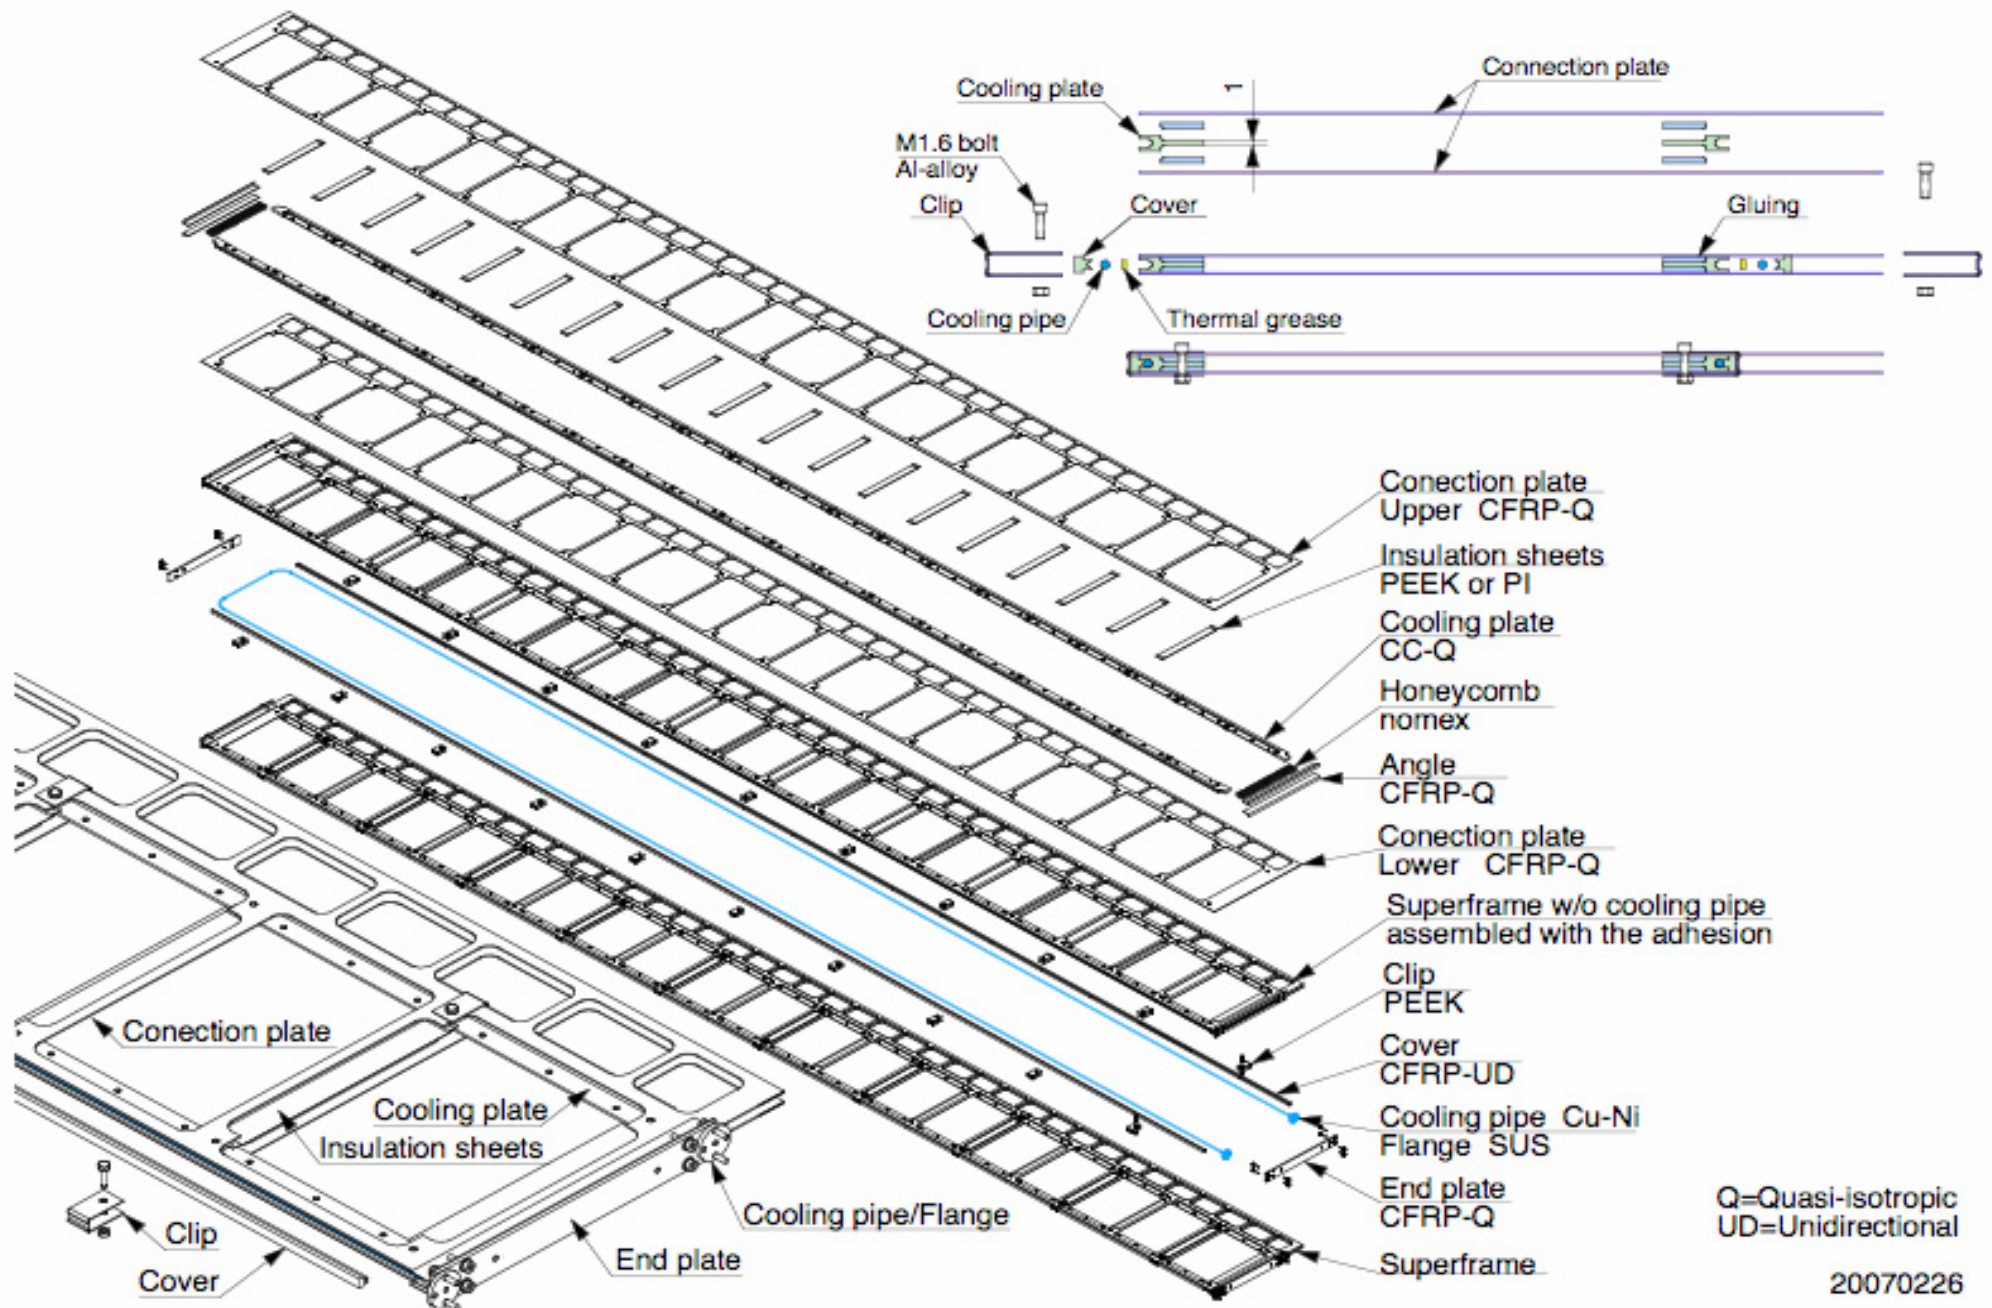 Connection plate
Cooling plate
1
M1.6 bolt
Al-alloy
Clip
Cover
Gluing
Cooling pipe
Thermal grease
Conection plate
Upper CFRP-Q
Insulation sheets
PEEK or PI
Cooling plate
CC-Q
Honeycomb
nomex
Angle
CFRP-Q
Conection plate
Lower CFRP-Q
Superframe w/o cooling pipe
assembled with the adhesion
Clip
PEEK
Cover
CFRP-UD
Cooling pipe Cu-Ni
Flange SUS
End plate
CFRP-Q
Superframe
Conection plate
Cooling plate
Insulation sheets
Cooling pipe/Flange
Clip
End plate
Cover
Q=Quasi-isotropic
UD=Unidirectional
20070226